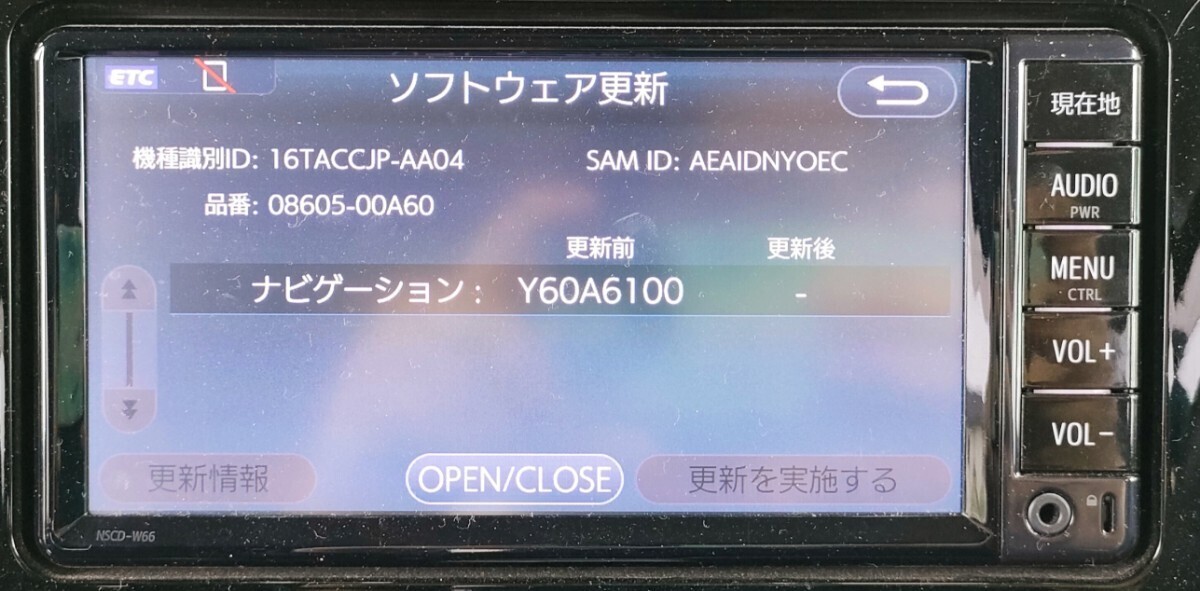 ETC
ソフトウェア更新
現在地
機種識別ID: 16TACCJP-AA04
SAM ID: AEAIDNYOEC
品番: 08605-00A60
AUDIO
PWR
更新前 更新後
MENU
CTRL
ナビゲーション: Y60A6100 -
VOL+
VOL-
更新情報
OPEN/CLOSE
更新を実施する
NSCD-W66